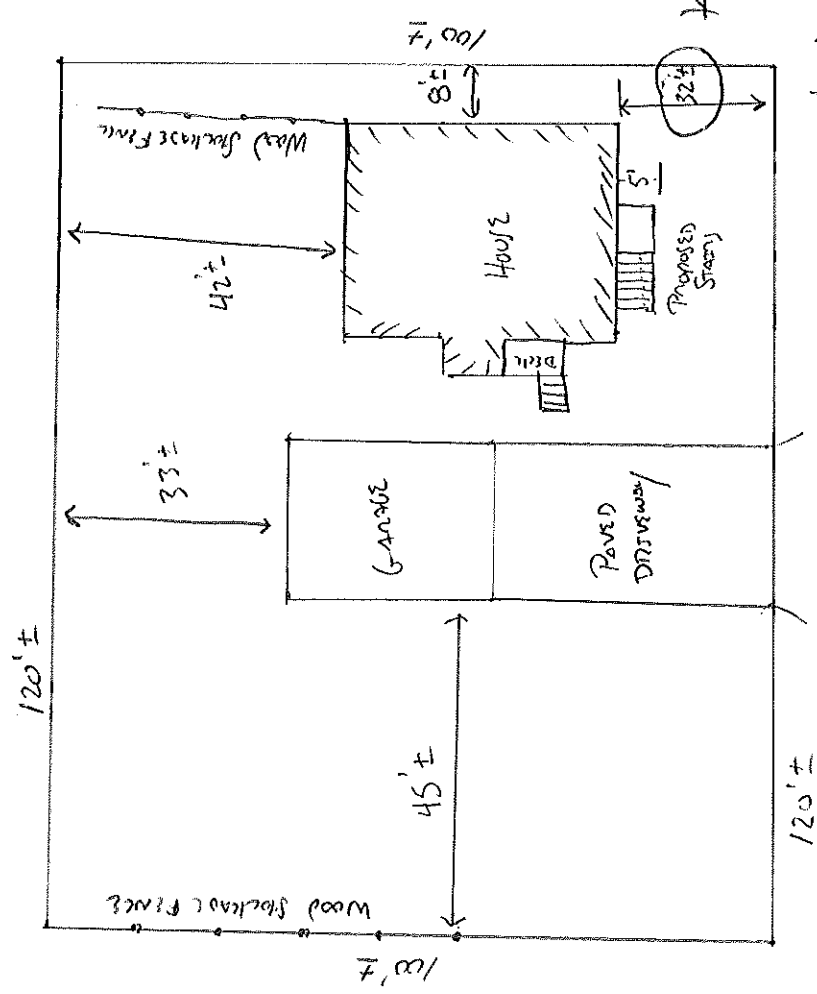 100'±
8'±
32'±
Wood Stockade Fence
42'±
HOUSE
5'
PROPOSED
STAIRS
DECK
33'±
GARAGE
PAVED
DRIVEWAY
120'±
45'±
120'±
Wood Stockade FENCE
100'±